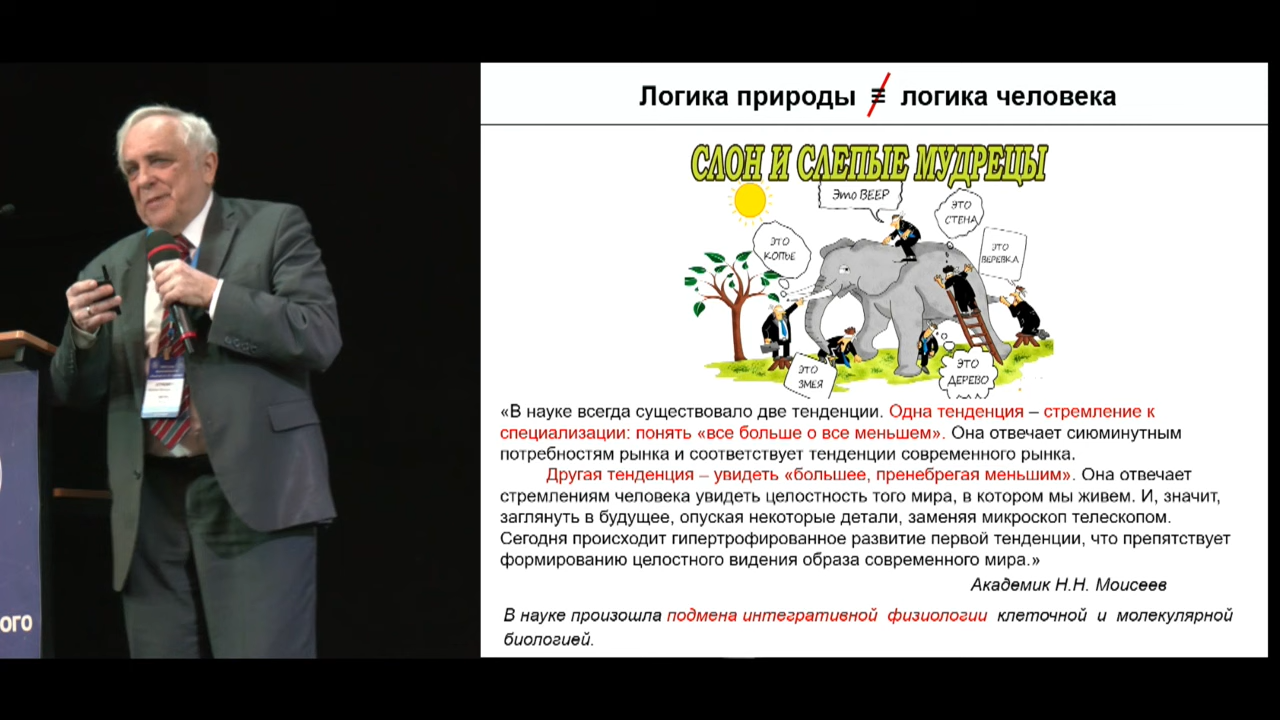 Логика природы ≢ логика человека
СЛОН И СЛЕПЫЕ МУДРЕЦЫ
Это ВЕЕР
ЭТО
СТЕНА
ЭТО
КОПЬЕ
ЭТО
ВЕРЕВКА
ЭТО
ЗМЕЯ
ЭТО
ДЕРЕВО
«В науке всегда существовало две тенденции. Одна тенденция – стремление к
специализации: понять «все больше о все меньшем». Она отвечает сиюминутным
потребностям рынка и соответствует тенденции современного рынка.
Другая тенденция – увидеть «большее, пренебрегая меньшим». Она отвечает
стремлениям человека увидеть целостность того мира, в котором мы живем. И, значит,
заглянуть в будущее, опуская некоторые детали, заменяя микроскоп телескопом.
Сегодня происходит гипертрофированное развитие первой тенденции, что препятствует
формированию целостного видения образа современного мира.»
Академик Н.Н. Моисеев
В науке произошла подмена интегративной физиологии клеточной и молекулярной
биологией.
ого